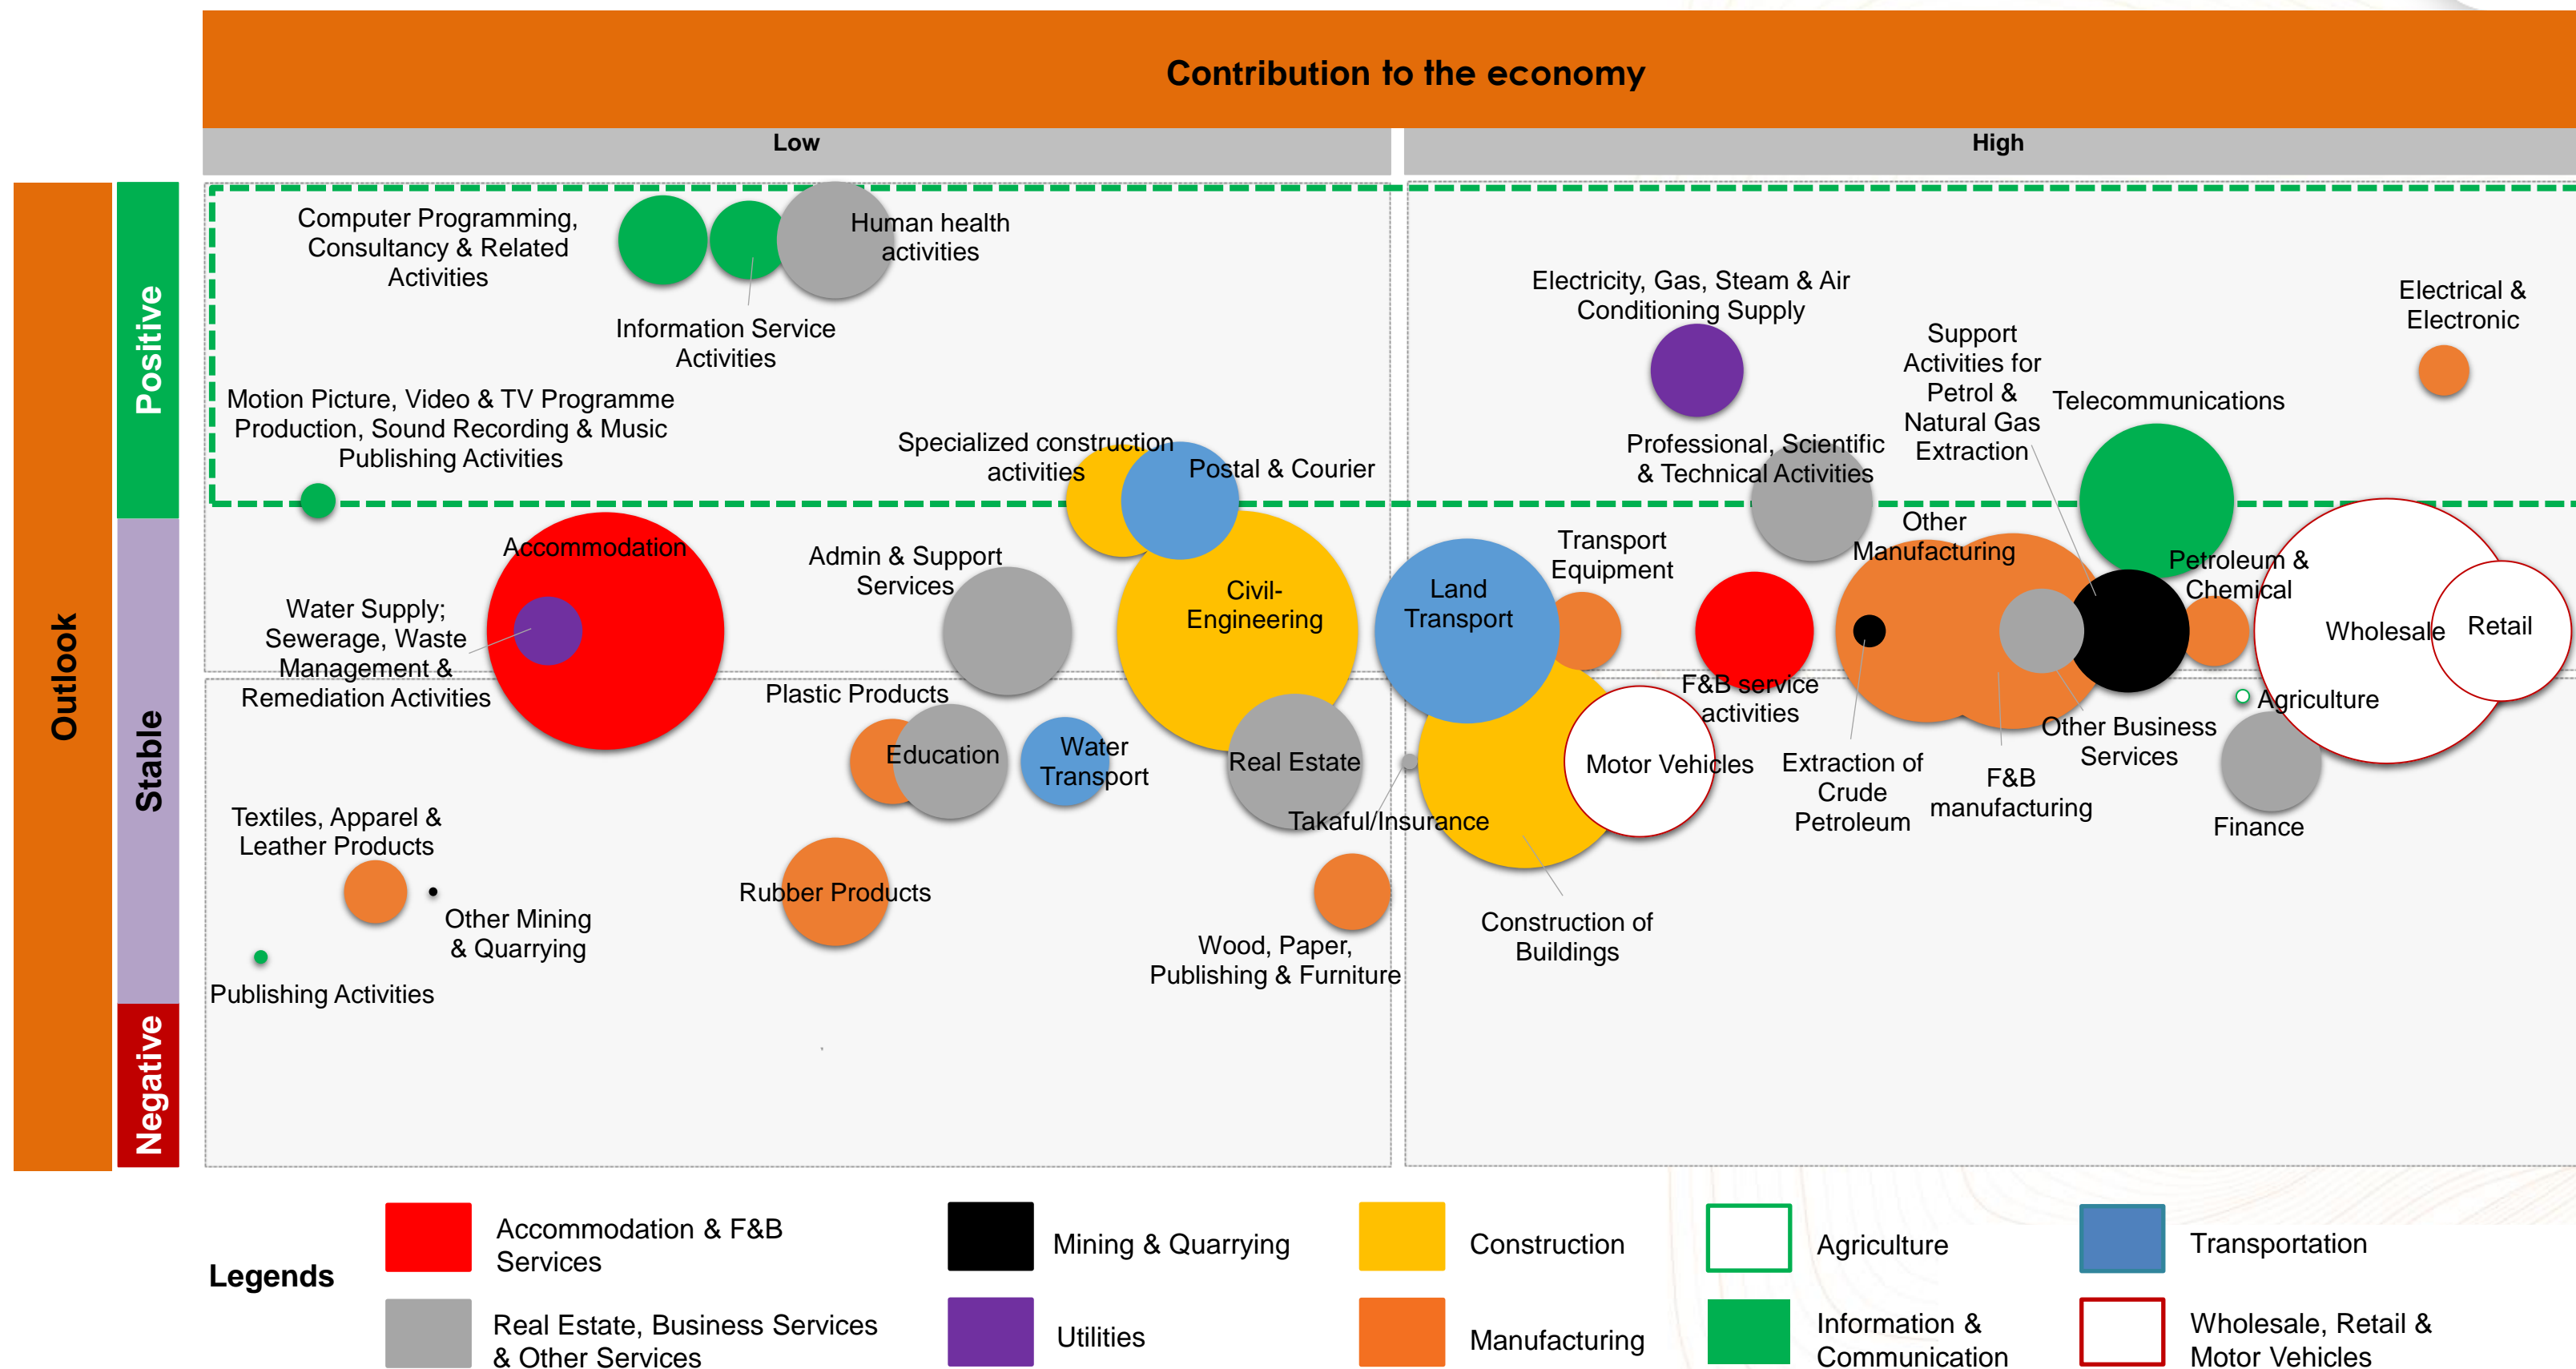 Contribution to the economy
Low
High
Outlook
Positive
Stable
Negative
Computer Programming,
Consultancy & Related
Activities
Human health
activities
Information Service
Activities
Motion Picture, Video & TV Programme
Production, Sound Recording & Music
Publishing Activities
Specialized construction
activities
Postal & Courier
Electricity, Gas, Steam & Air
Conditioning Supply
Professional, Scientific
& Technical Activities
Support
Activities for
Petrol &
Natural Gas
Extraction
Telecommunications
Electrical &
Electronic
Accommodation
Water Supply;
Sewerage, Waste
Management &
Remediation Activities
Admin & Support
Services
Civil-
Engineering
Land
Transport
Transport
Equipment
F&B service
activities
Other
Manufacturing
Petroleum &
Chemical
Wholesale
Retail
Agriculture
Plastic Products
Education
Water
Transport
Real Estate
Takaful/Insurance
Motor Vehicles
Extraction of
Crude
Petroleum
F&B
manufacturing
Other Business
Services
Finance
Textiles, Apparel &
Leather Products
Other Mining
& Quarrying
Rubber Products
Wood, Paper,
Publishing & Furniture
Construction of
Buildings
Publishing Activities
Legends
Accommodation & F&B
Services
Mining & Quarrying
Construction
Agriculture
Transportation
Real Estate, Business Services
& Other Services
Utilities
Manufacturing
Information &
Communication
Wholesale, Retail &
Motor Vehicles